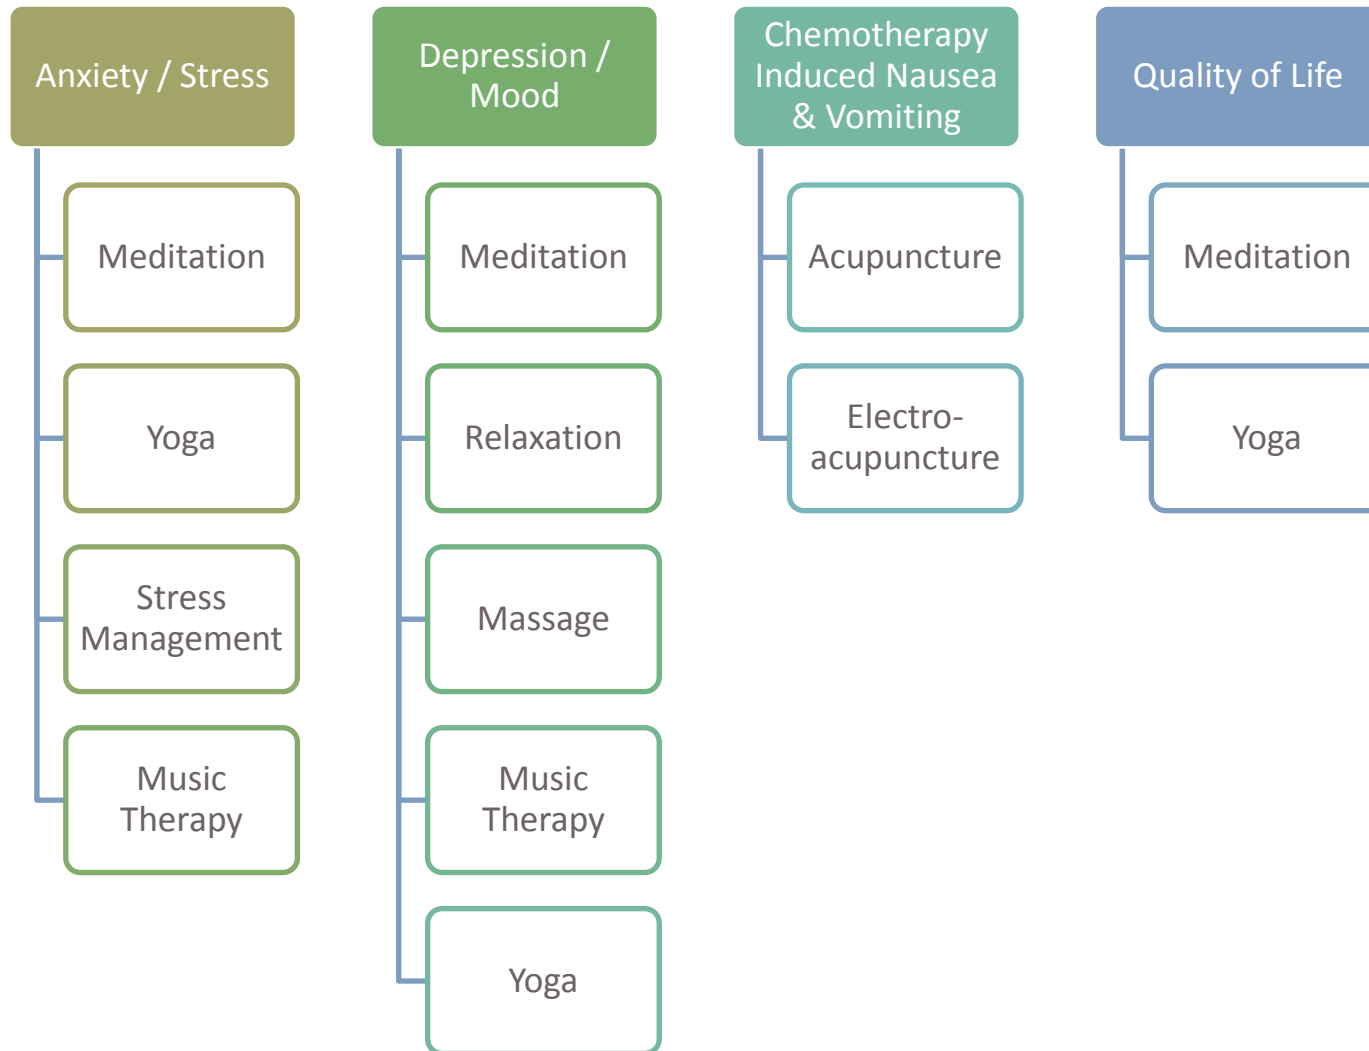 Anxiety / Stress
Meditation
Yoga
Stress
Management
Music
Therapy
Depression /
Mood
Meditation
Relaxation
Massage
Music
Therapy
Yoga
Chemotherapy
Induced Nausea
& Vomiting
Acupuncture
Electro-
acupuncture
Quality of Life
Meditation
Yoga